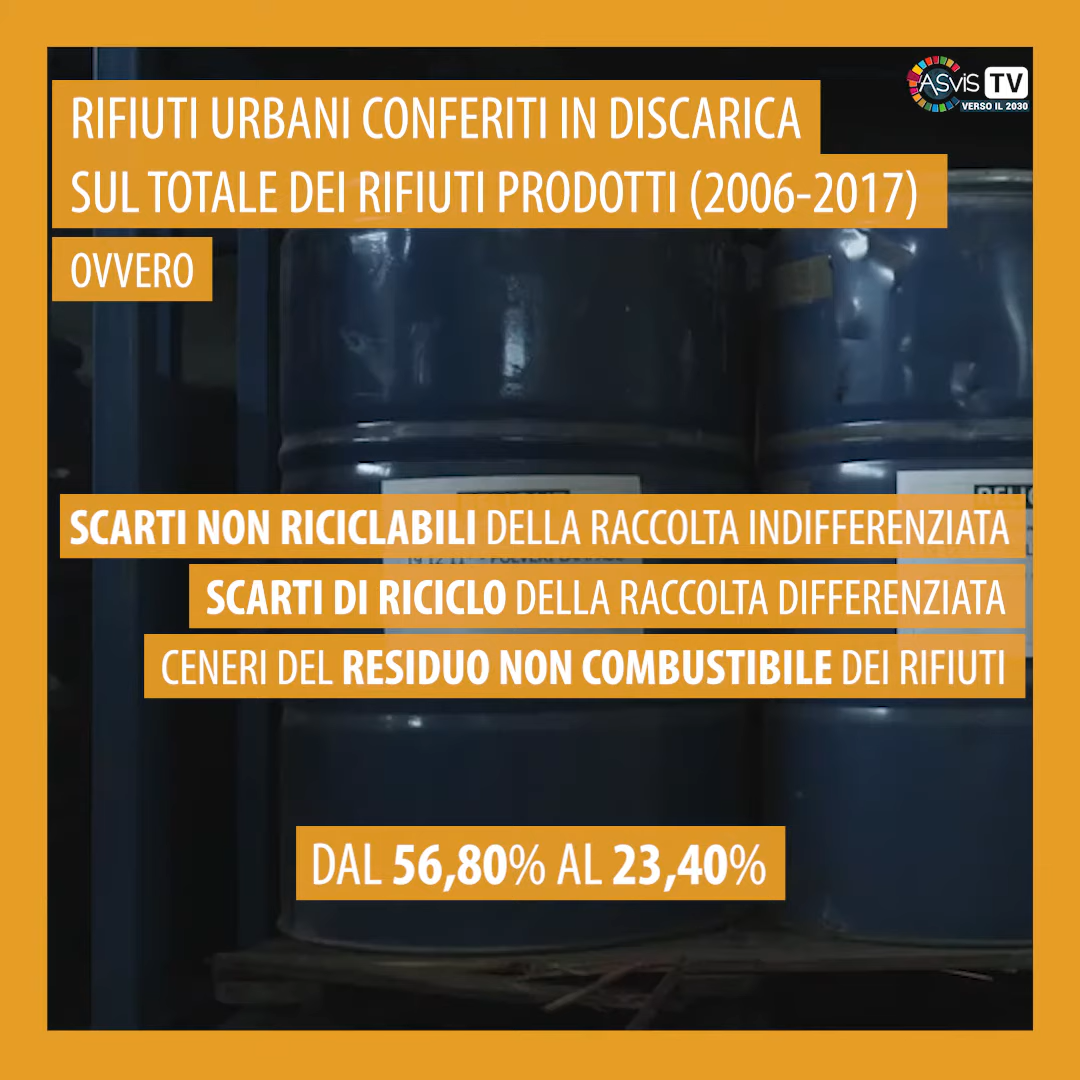 ASviS TV
VERSO IL 2030
RIFIUTI URBANI CONFERITI IN DISCARICA
SUL TOTALE DEI RIFIUTI PRODOTTI (2006-2017)
OVVERO
SCARTI NON RICICLABILI DELLA RACCOLTA INDIFFERENZIATA
SCARTI DI RICICLO DELLA RACCOLTA DIFFERENZIATA
CENERI DEL RESIDUO NON COMBUSTIBILE DEI RIFIUTI
DAL 56,80% AL 23,40%